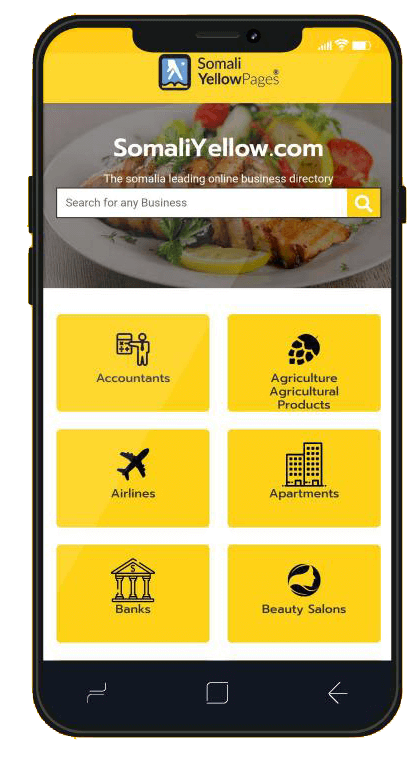 Somali
YellowPages®
SomaliYellow.com
The somalia leading online business directory
Search for any Business
Accountants
Agriculture
Agricultural
Products
Airlines
Apartments
Banks
Beauty Salons